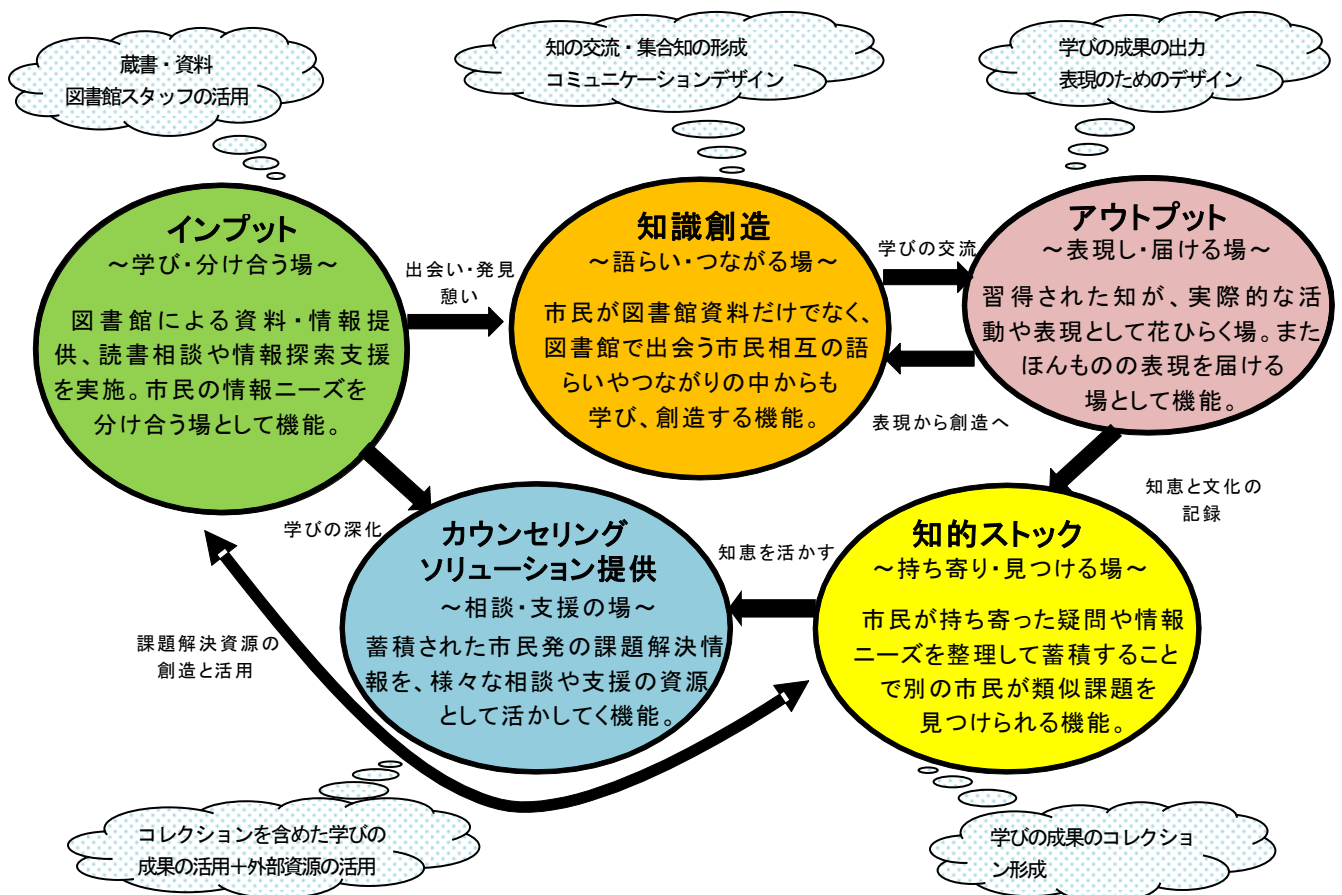 蔵書・資料
図書館スタッフの活用
知の交流・集合知の形成
コミュニケーションデザイン
学びの成果の出力
表現のためのデザイン
インプット
～学び・分け合う場～
図書館による資料・情報提
供、読書相談や情報探索支援
を実施。市民の情報ニーズを
分け合う場として機能。
出会い・発見
憩い
知識創造
～語らい・つながる場～
市民が図書館資料だけでなく、
図書館で出会う市民相互の語
らいやつながりの中からも
学び、創造する機能。
学びの交流
表現から創造へ
アウトプット
～表現し・届ける場～
習得された知が、実際的な活
動や表現として花ひらく場。また
ほんものの表現を届ける
場として機能。
学びの深化
カウンセリング
ソリューション提供
～相談・支援の場～
蓄積された市民発の課題解決情
報を、様々な相談や支援の資源
として活かしてく機能。
知恵を活かす
知的ストック
～持ち寄り・見つける場～
市民が持ち寄った疑問や情報
ニーズを整理して蓄積すること
で別の市民が類似課題を
見つけられる機能。
知恵と文化の
記録
課題解決資源の
創造と活用
コレクションを含めた学びの
成果の活用＋外部資源の活用
学びの成果のコレクショ
ン形成